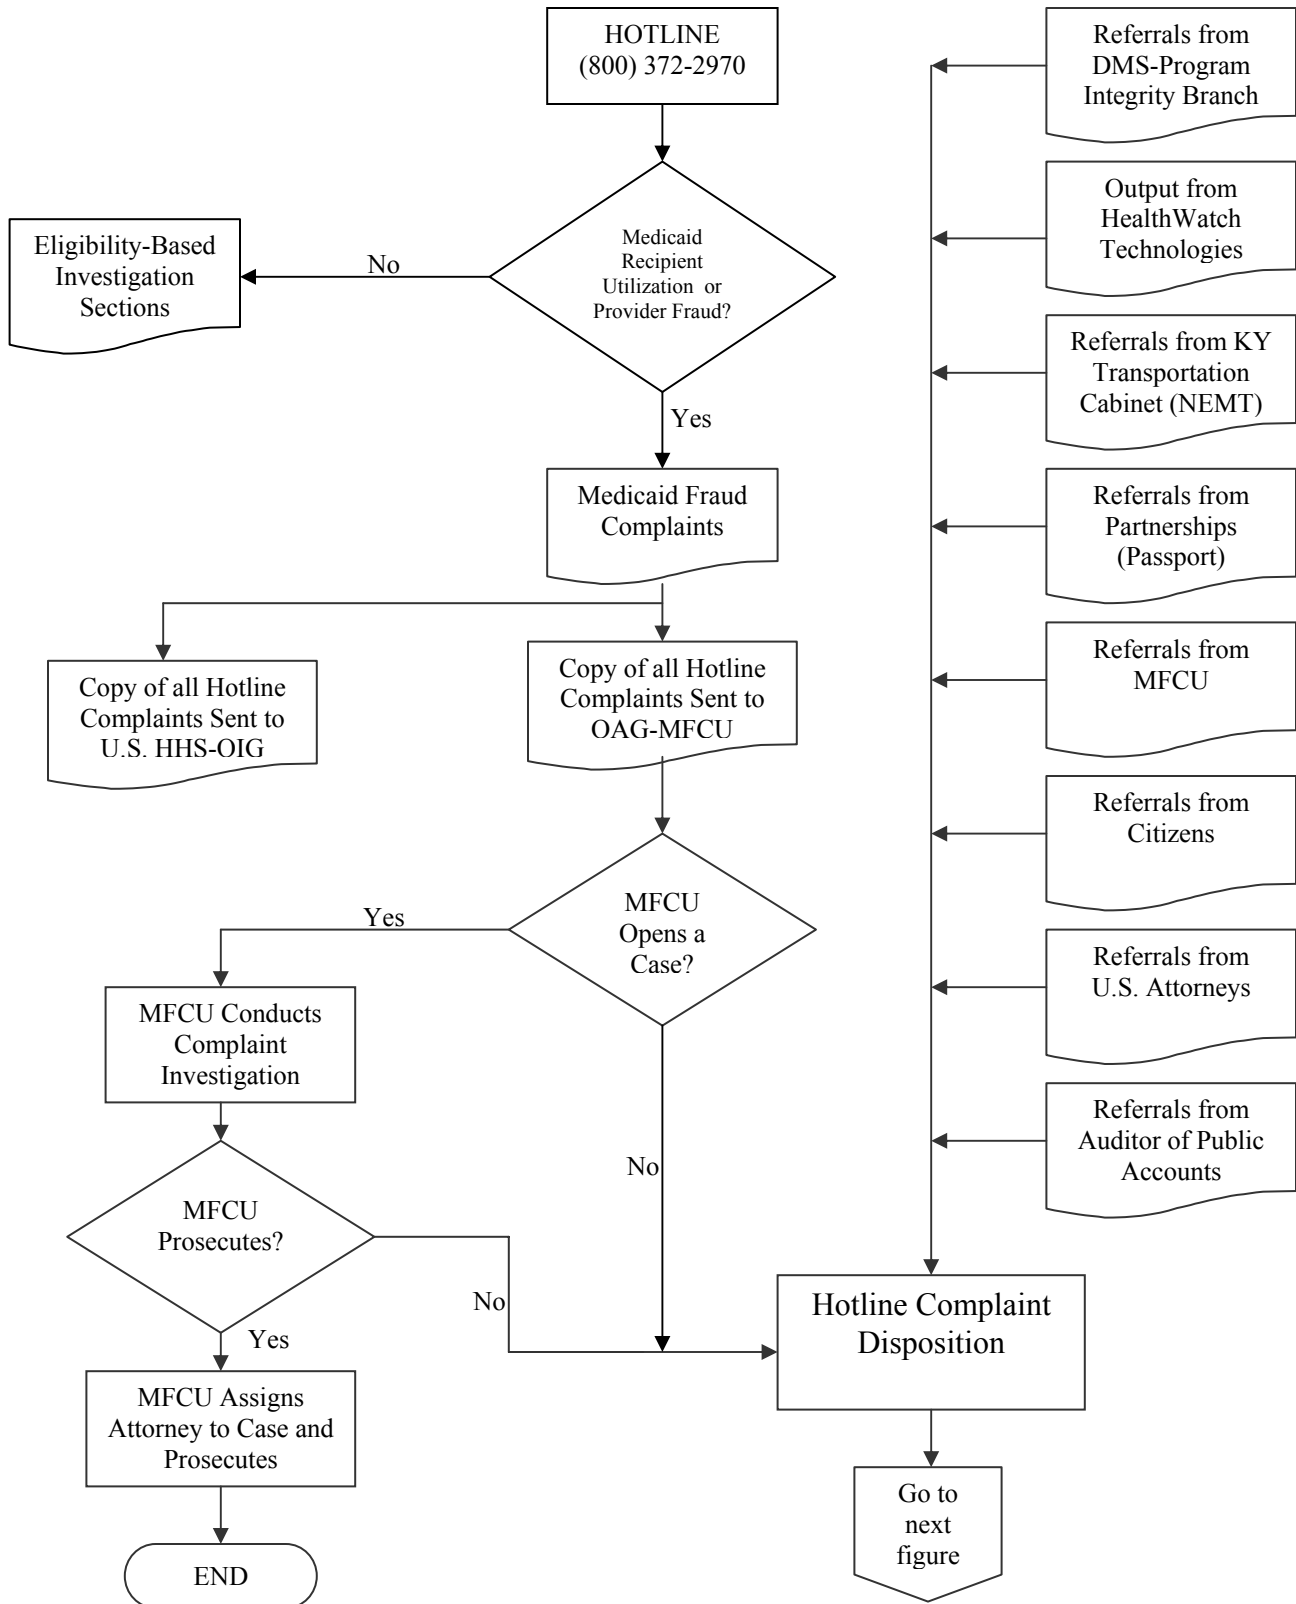 HOTLINE
(800) 372-2970
Referrals from
DMS-Program
Integrity Branch
Medicaid
Recipient
Utilization or
Provider Fraud?
No
Eligibility-Based
Investigation
Sections
Output from
HealthWatch
Technologies
Referrals from KY
Transportation
Cabinet (NEMT)
Yes
Medicaid Fraud
Complaints
Referrals from
Partnerships
(Passport)
Copy of all Hotline
Complaints Sent to
U.S. HHS-OIG
Copy of all Hotline
Complaints Sent to
OAG-MFCU
Referrals from
MFCU
Referrals from
Citizens
MFCU
Opens a
Case?
Yes
Referrals from
U.S. Attorneys
MFCU Conducts
Complaint
Investigation
Referrals from
Auditor of Public
Accounts
No
MFCU
Prosecutes?
No
Yes
Hotline Complaint
Disposition
MFCU Assigns
Attorney to Case and
Prosecutes
Go to
next
figure
END